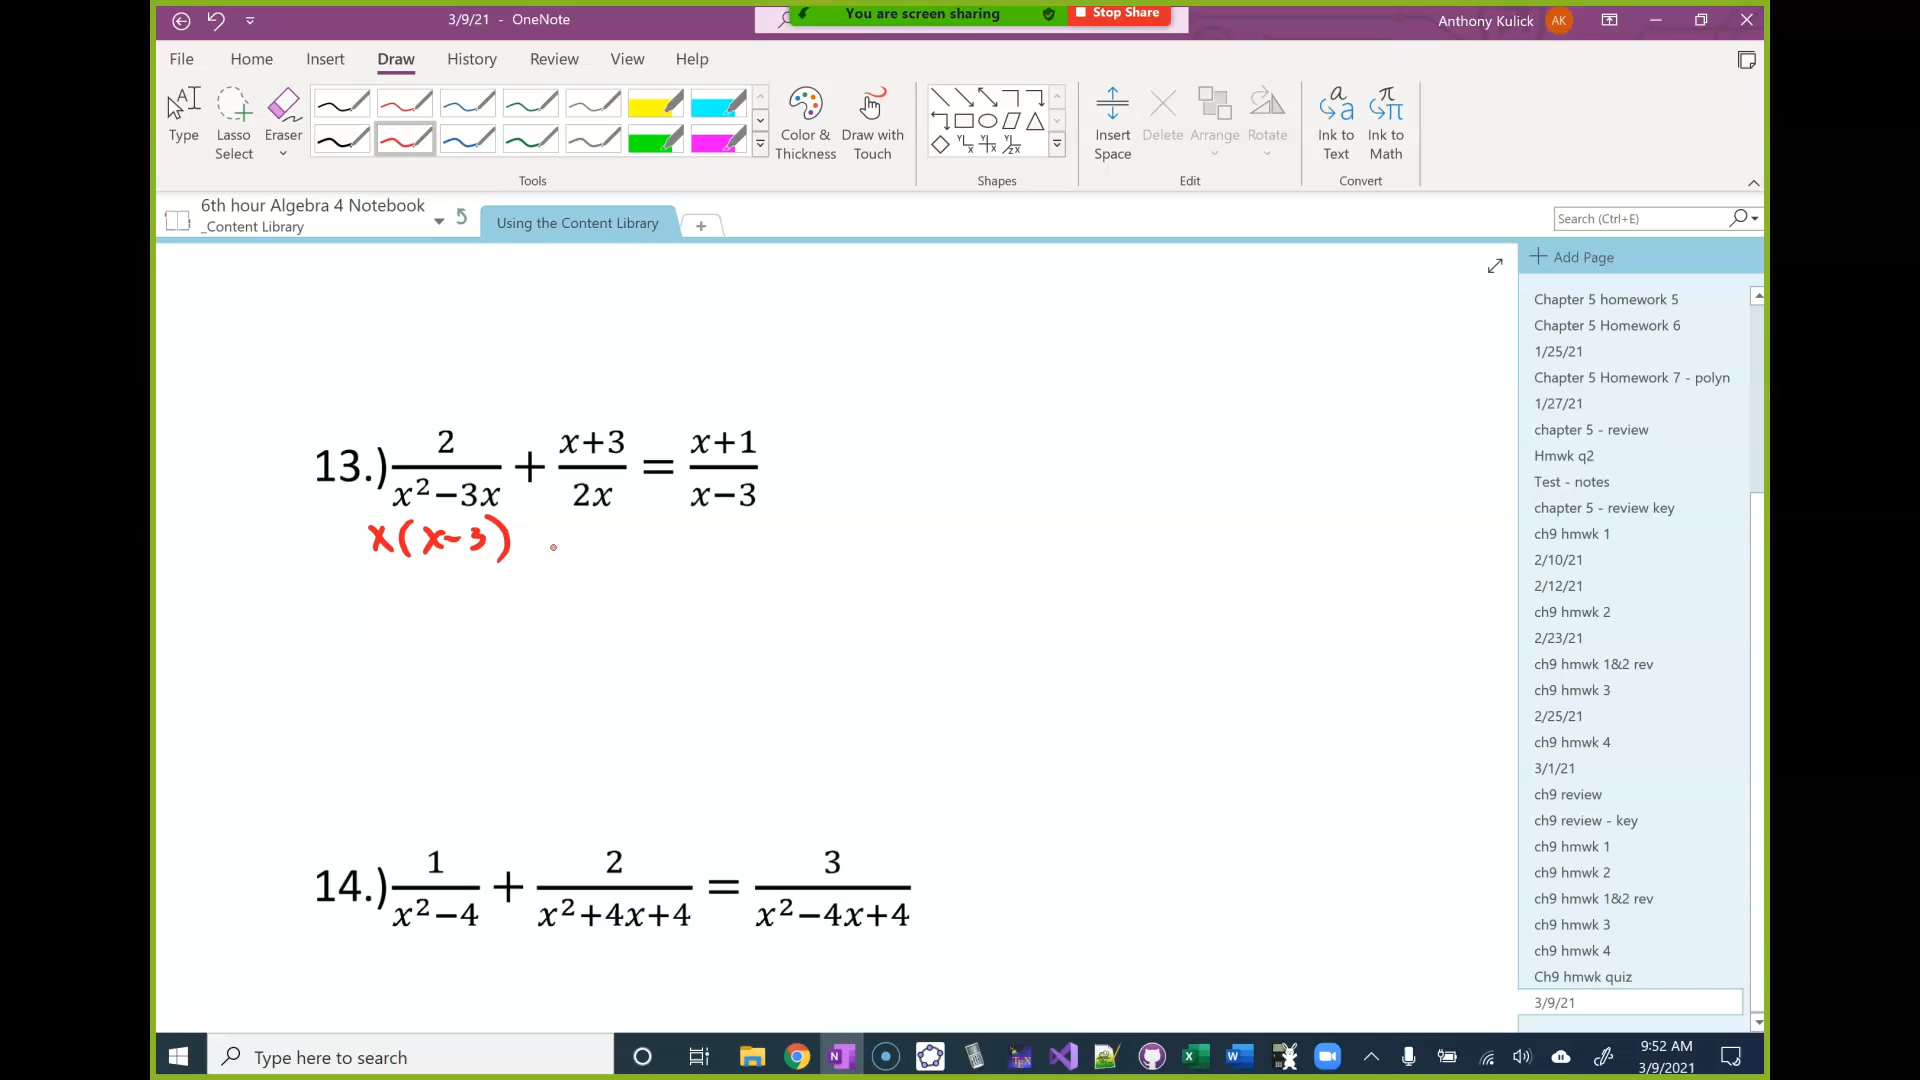 3/9/21 - OneNote
You are screen sharing
Stop Share
Anthony Kulick
AK
File Home Insert Draw History Review View Help
Type
Lasso Select
Eraser
Color & Thickness
Draw with Touch
Insert Space
Delete
Arrange
Rotate
Ink to Text
Ink to Math
Tools
Shapes
Edit
Convert
6th hour Algebra 4 Notebook
_Content Library
Using the Content Library
Search (Ctrl+E)
Add Page
Chapter 5 homework 5
Chapter 5 Homework 6
1/25/21
Chapter 5 Homework 7 - polyn
1/27/21
chapter 5 - review
Hmwk q2
Test - notes
chapter 5 - review key
ch9 hmwk 1
2/10/21
2/12/21
ch9 hmwk 2
2/23/21
ch9 hmwk 1&2 rev
ch9 hmwk 3
2/25/21
ch9 hmwk 4
3/1/21
ch9 review
ch9 review - key
ch9 hmwk 1
ch9 hmwk 2
ch9 hmwk 1&2 rev
ch9 hmwk 3
ch9 hmwk 4
Ch9 hmwk quiz
3/9/21
13.) 2/(x²−3x) + (x+3)/(2x) = (x+1)/(x−3)
x(x-3)
14.) 1/(x²−4) + 2/(x²+4x+4) = 3/(x²−4x+4)
Type here to search
9:52 AM
3/9/2021